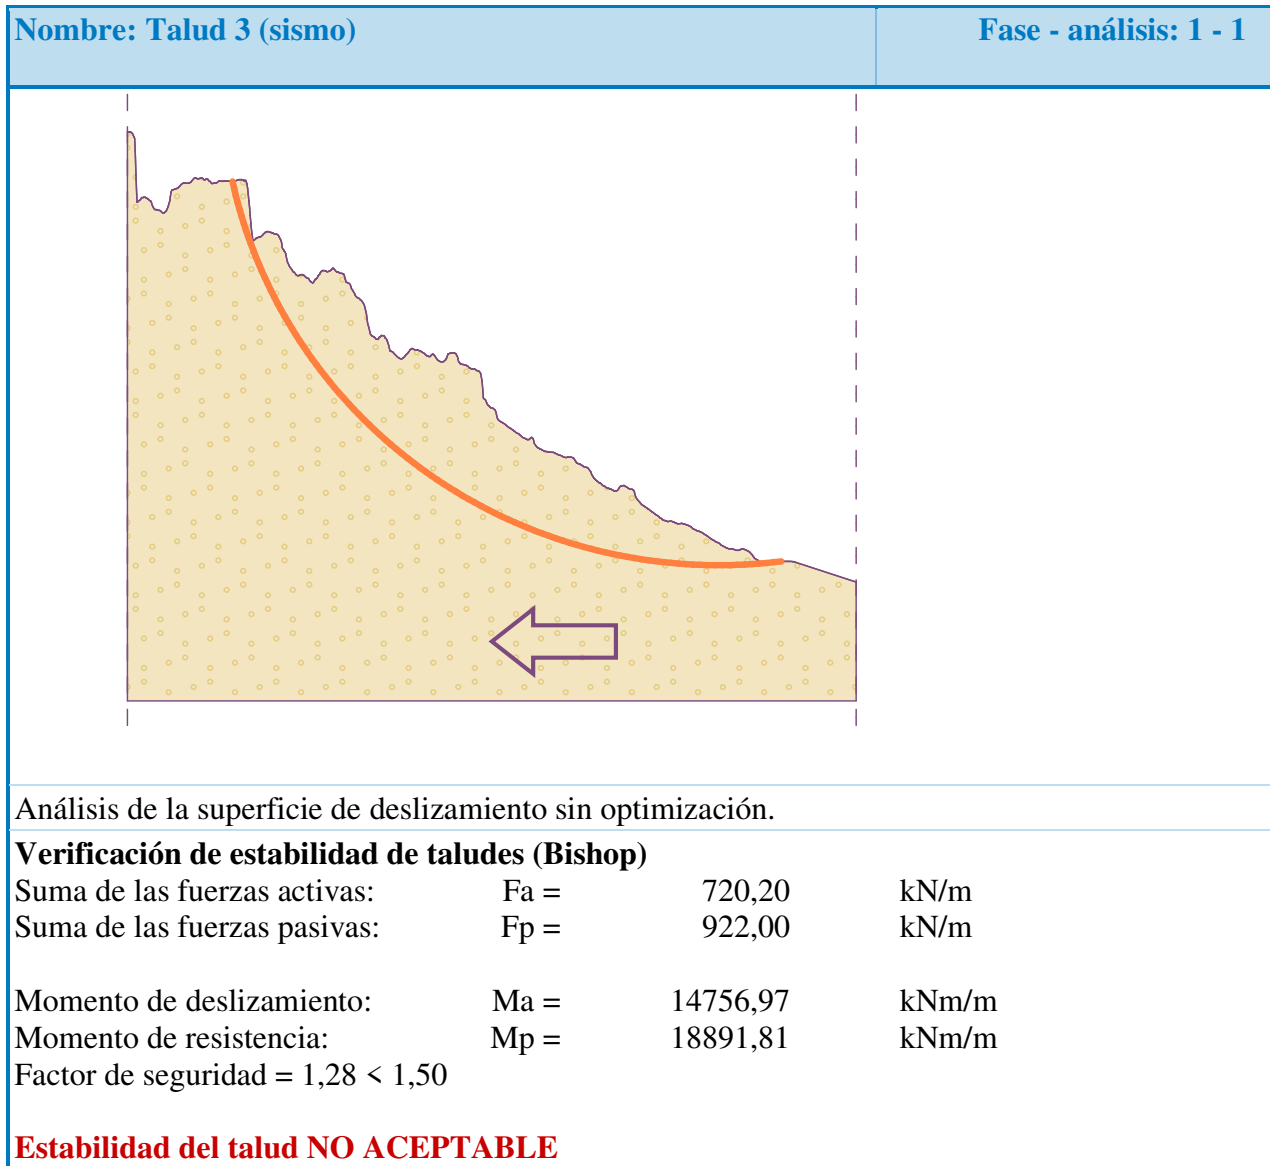 Nombre: Talud 3 (sismo) Fase - análisis: 1 - 1
Análisis de la superficie de deslizamiento sin optimización.
Verificación de estabilidad de taludes (Bishop)
Suma de las fuerzas activas: Fa = 720,20 kN/m
Suma de las fuerzas pasivas: Fp = 922,00 kN/m
Momento de deslizamiento: Ma = 14756,97 kNm/m
Momento de resistencia: Mp = 18891,81 kNm/m
Factor de seguridad = 1,28 < 1,50
Estabilidad del talud NO ACEPTABLE